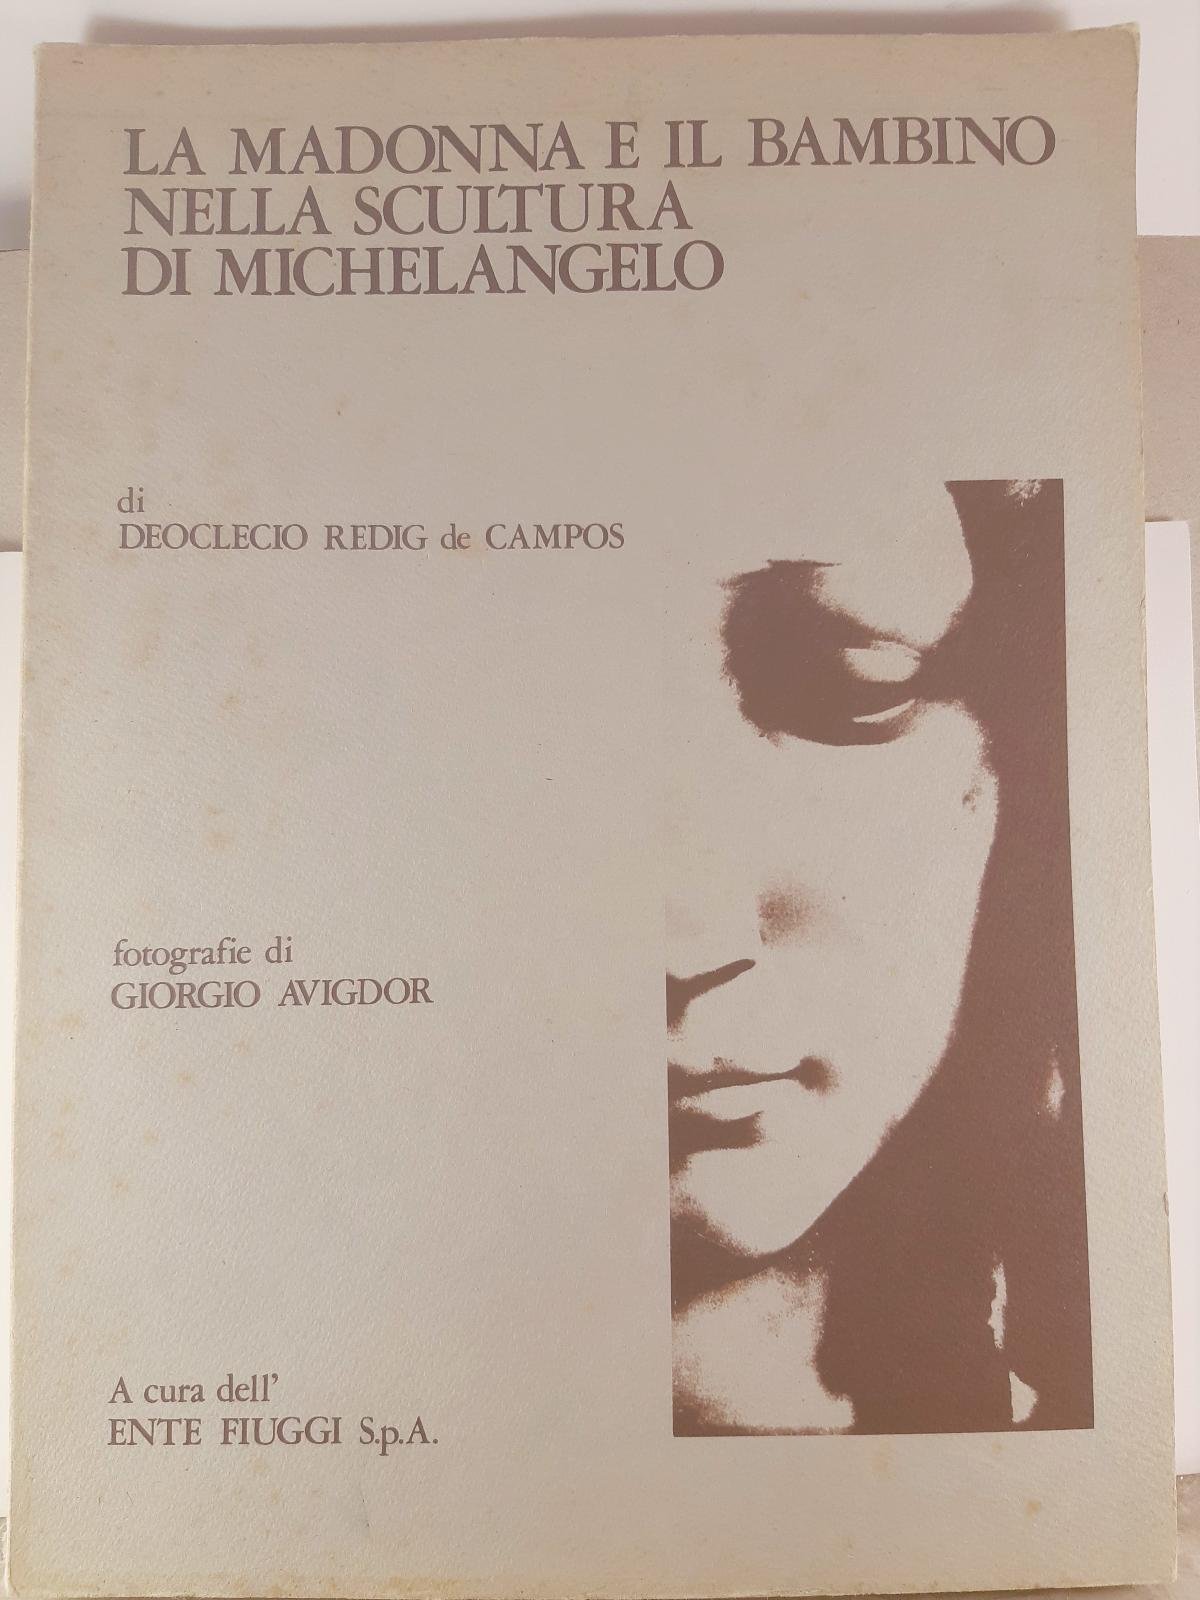 LA MADONNA E IL BAMBINO
NELLA SCULTURA
DI MICHELANGELO
di
DEOCLECIO REDIG de CAMPOS
fotografie di
GIORGIO AVIGDOR
A cura dell'
ENTE FIUGGI S.p.A.